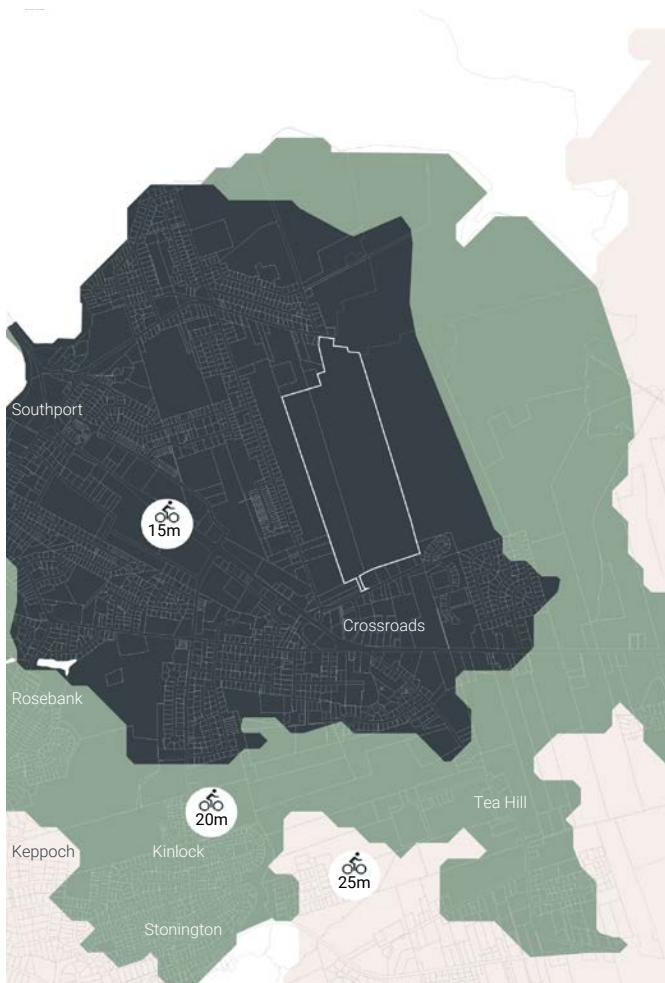 Southport
15m
Crossroads
Rosebank
Tea Hill
20m
Keppoch
Kinlock
25m
Stonington